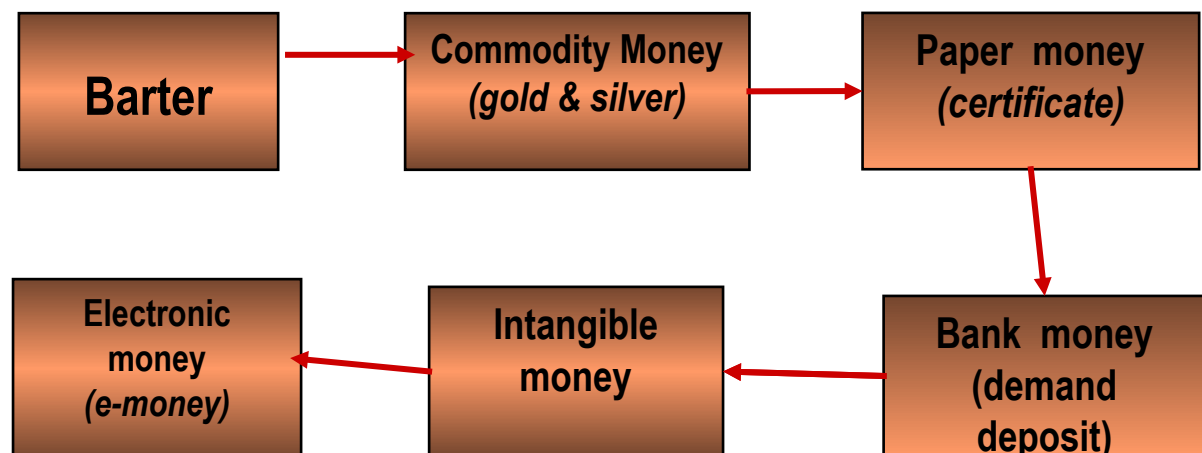 Barter
Commodity Money
(gold & silver)
Paper money
(certificate)
Bank money
(demand
deposit)
Intangible
money
Electronic
money
(e-money)